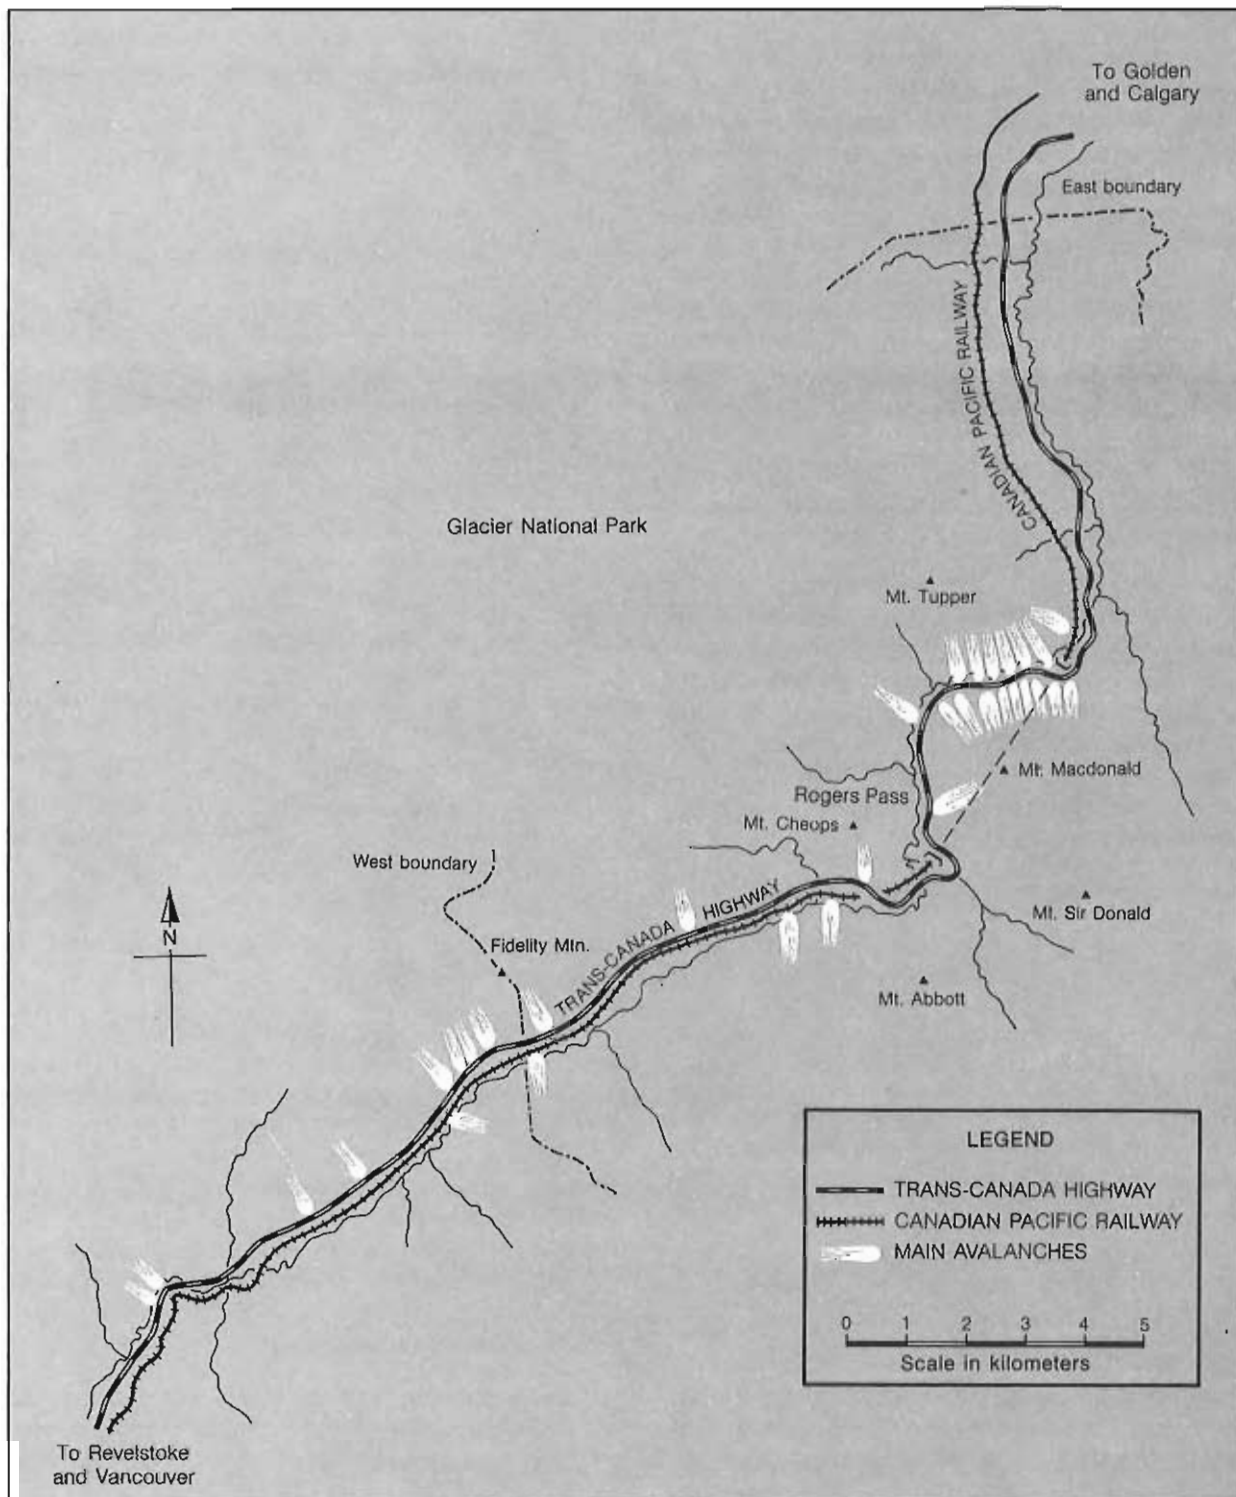 To Golden
and Calgary
East boundary
CANADIAN PACIFIC RAILWAY
Glacier National Park
Mt. Tupper
Mt. Macdonald
Rogers Pass
Mt. Cheops
West boundary
N
TRANS-CANADA HIGHWAY
Mt. Sir Donald
Fidelity Mtn.
Mt. Abbott
LEGEND
TRANS-CANADA HIGHWAY
CANADIAN PACIFIC RAILWAY
MAIN AVALANCHES
0 1 2 3 4 5
Scale in kilometers
To Revelstoke
and Vancouver